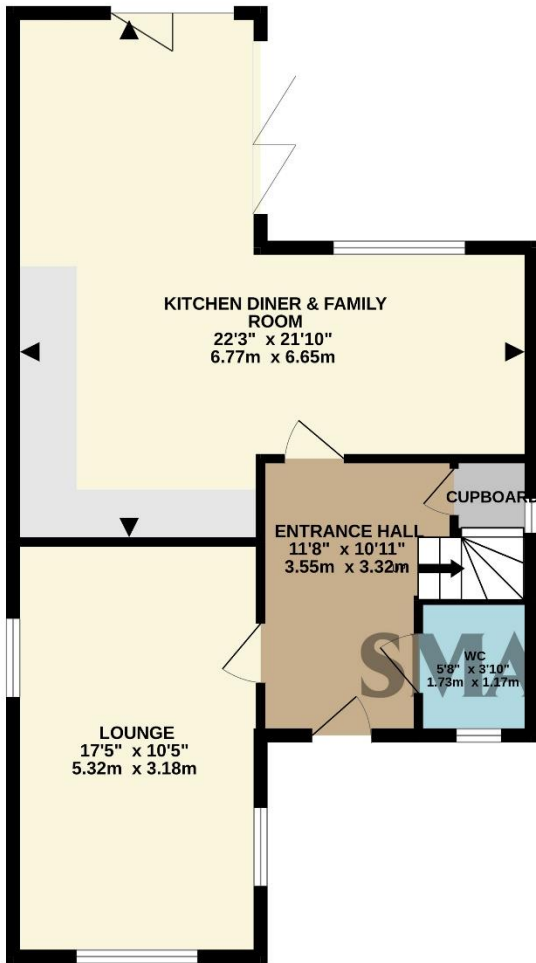 KITCHEN DINER & FAMILY
ROOM
22'3" x 21'10"
6.77m x 6.65m
CUPBOARD
ENTRANCE HALL
11'8" x 10'11"
3.55m x 3.32m
WC
5'8" x 3'10"
1.73m x 1.17m
LOUNGE
17'5" x 10'5"
5.32m x 3.18m